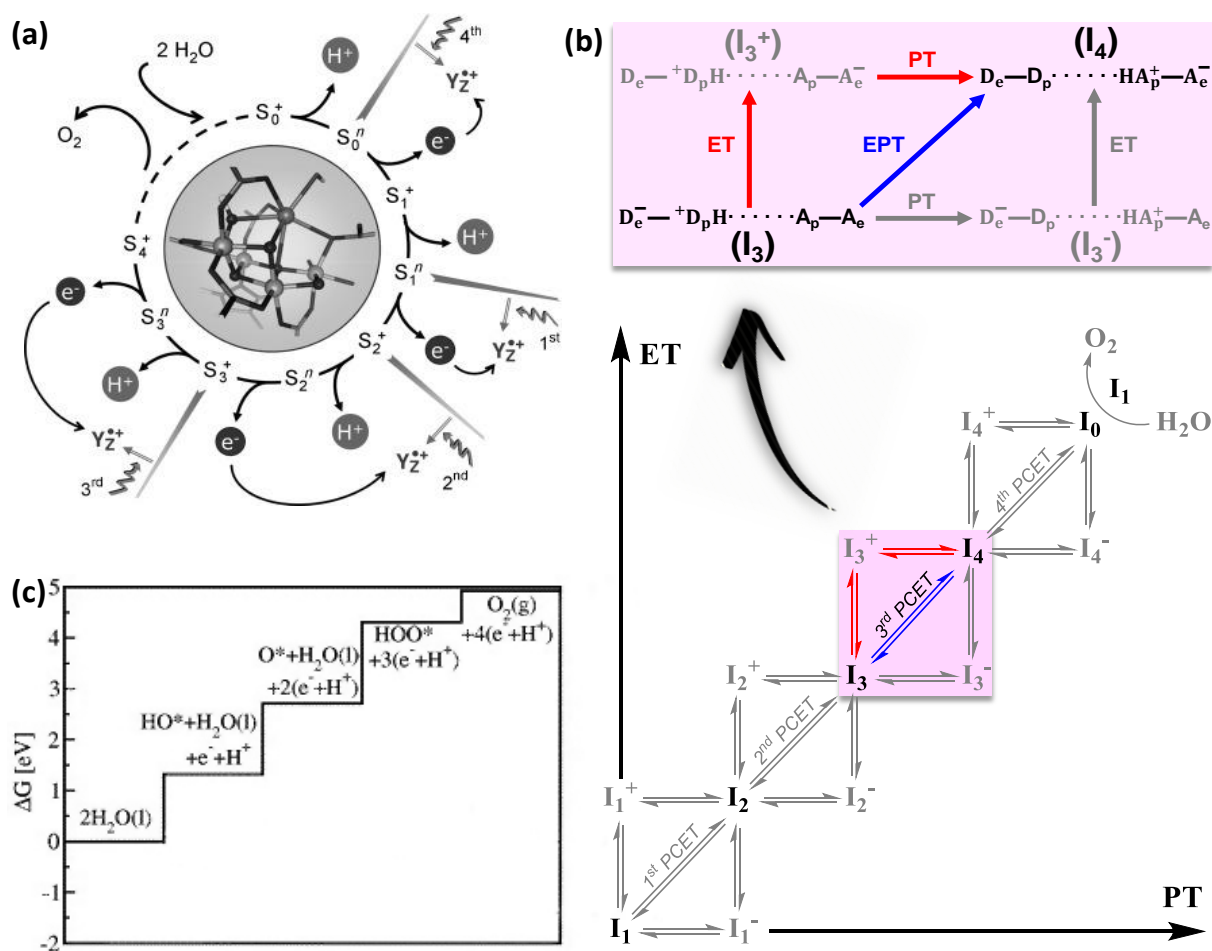 (a)
2 H2O
O2
H+
4th
YZ•+
e-
S0+
S0n
S1+
H+
S1n
1st
YZ•+
e-
S2+
2nd
YZ•+
H+
S2n
e-
S3+
3rd
YZ•+
H+
S3n
e-
S4+
(b)
(I3+)
(I4)
De— +DpH······Ap—Ae−
PT
De—Dp······HAp+—Ae−
ET
EPT
ET
De−— +DpH······Ap—Ae
PT
De−—Dp······HAp+—Ae
(I3)
(I3-)
ET
O2
I1
H2O
I4+
I0
4th PCET
I3+
I4
I4-
3rd PCET
I2+
I3
I3-
2nd PCET
I1+
I2
I2-
1st PCET
I1
I1-
PT
(c)
ΔG [eV]
5
4
3
2
1
0
-1
-2
2H2O(l)
HO*+H2O(l)
+e-+H+
O*+H2O(l)
+2(e-+H+)
HOO*
+3(e-+H+)
O2(g)
+4(e-+H+)